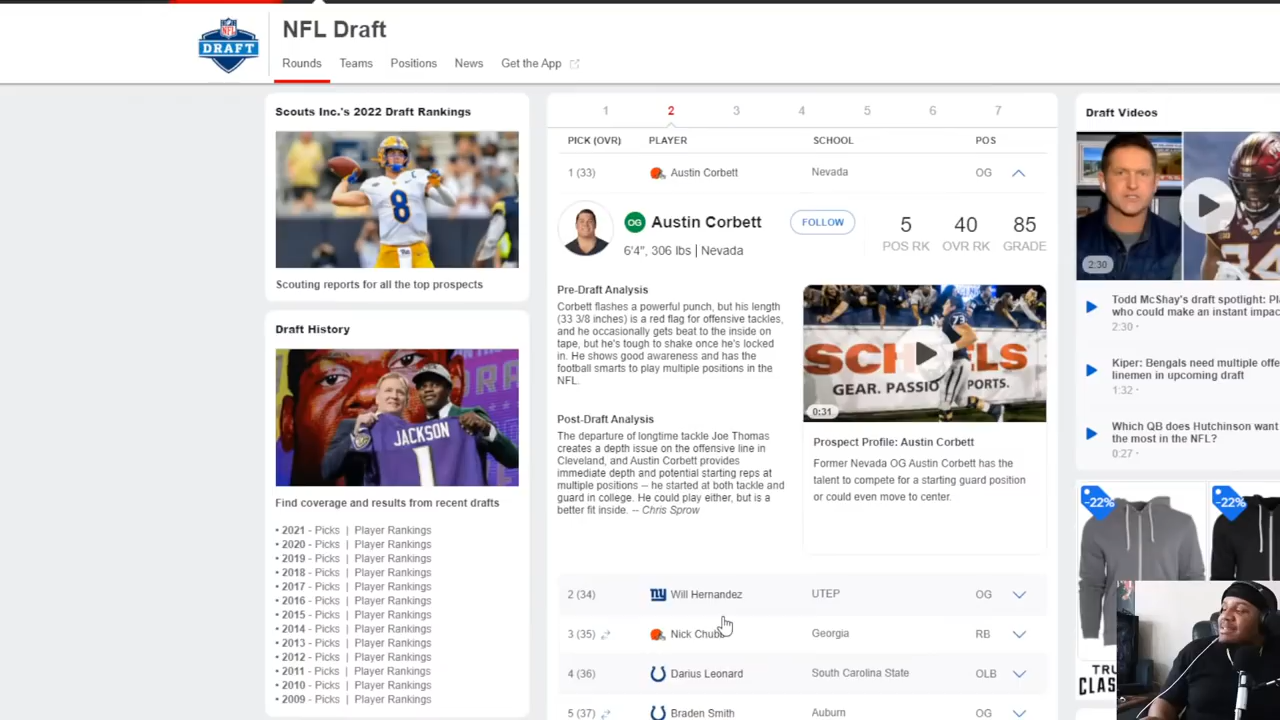 NFL
DRAFT
NFL Draft
Rounds Teams Positions News Get the App
Scouts Inc.'s 2022 Draft Rankings
8
Scouting reports for all the top prospects
Draft History
JACKSON
1
Find coverage and results from recent drafts
• 2021 - Picks | Player Rankings
• 2020 - Picks | Player Rankings
• 2019 - Picks | Player Rankings
• 2018 - Picks | Player Rankings
• 2017 - Picks | Player Rankings
• 2016 - Picks | Player Rankings
• 2015 - Picks | Player Rankings
• 2014 - Picks | Player Rankings
• 2013 - Picks | Player Rankings
• 2012 - Picks | Player Rankings
• 2011 - Picks | Player Rankings
• 2010 - Picks | Player Rankings
• 2009 - Picks | Player Rankings
1 2 3 4 5 6 7
PICK (OVR) PLAYER SCHOOL POS
1 (33) Austin Corbett Nevada OG
OG Austin Corbett FOLLOW 5 40 85
6'4", 306 lbs | Nevada POS RK OVR RK GRADE
Pre-Draft Analysis
Corbett flashes a powerful punch, but his length
(33 3/8 inches) is a red flag for offensive tackles,
and he occasionally gets beat to the inside on
tape, but he's tough to shake once he's locked
in. He shows good awareness and has the
football smarts to play multiple positions in the
NFL.
Post-Draft Analysis
The departure of longtime tackle Joe Thomas
creates a depth issue on the offensive line in
Cleveland, and Austin Corbett provides
immediate depth and potential starting reps at
multiple positions -- he started at both tackle and
guard in college. He could play either, but is a
better fit inside. -- Chris Sprow
GEAR. PASSIO PORTS.
0:31
Prospect Profile: Austin Corbett
Former Nevada OG Austin Corbett has the
talent to compete for a starting guard position
or could even move to center.
2 (34) ny Will Hernandez UTEP OG
3 (35) Nick Chubb Georgia RB
4 (36) Darius Leonard South Carolina State OLB
5 (37) Braden Smith Auburn OG
Draft Videos
2:30
Todd McShay's draft spotlight: Pl
who could make an instant impac
2:30 ·
Kiper: Bengals need multiple offe
linemen in upcoming draft
1:32 ·
Which QB does Hutchinson want
the most in the NFL?
0:27 ·
-22% -22%
TRU
CLAS